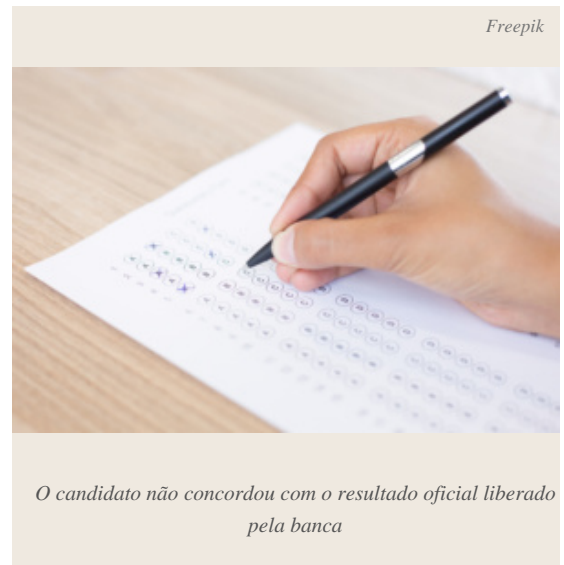 Freepik
O candidato não concordou com o resultado oficial liberado
pela banca